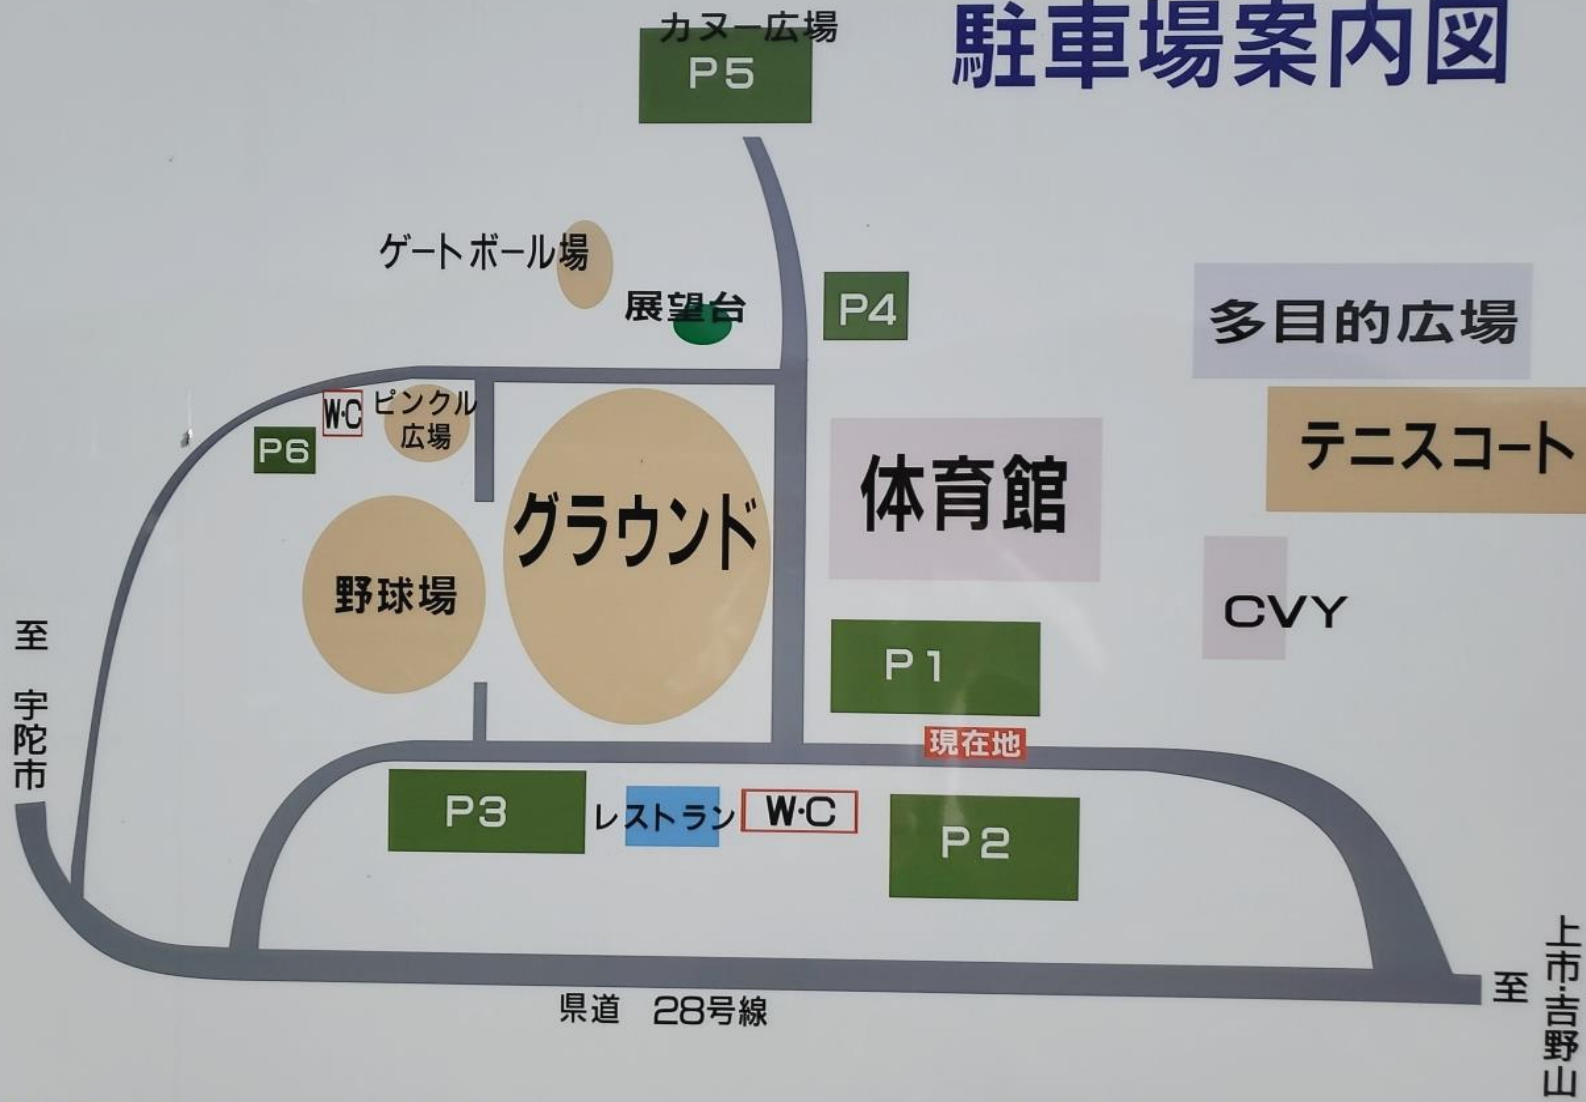 カヌー広場
駐車場案内図
P5
ゲートボール場
展望台
P4
多目的広場
W·C
ピンクル
広場
P6
テニスコート
体育館
グラウンド
野球場
CVY
至 宇陀市
P1
現在地
P3
レストラン
W·C
P2
県道 28号線
至 上市·吉野山